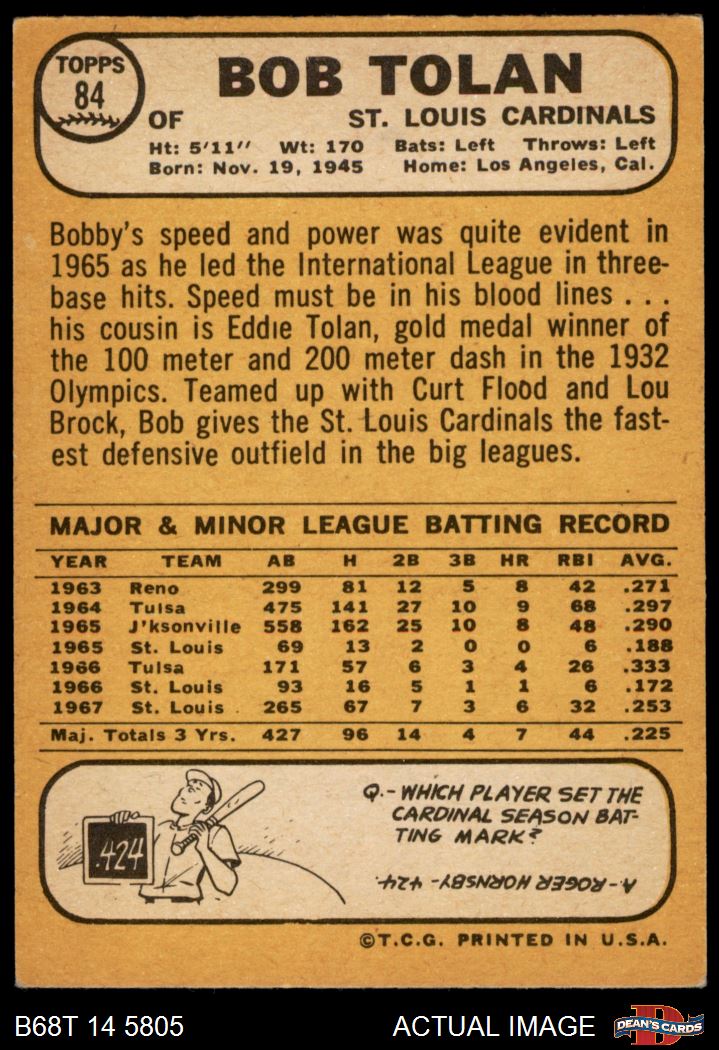 TOPPS
84
BOB TOLAN
OF ST. LOUIS CARDINALS
Ht: 5'11" Wt: 170 Bats: Left Throws: Left
Born: Nov. 19, 1945 Home: Los Angeles, Cal.
Bobby's speed and power was quite evident in
1965 as he led the International League in three-
base hits. Speed must be in his blood lines . . .
his cousin is Eddie Tolan, gold medal winner of
the 100 meter and 200 meter dash in the 1932
Olympics. Teamed up with Curt Flood and Lou
Brock, Bob gives the St. Louis Cardinals the fast-
est defensive outfield in the big leagues.
MAJOR & MINOR LEAGUE BATTING RECORD
YEAR TEAM AB H 2B 3B HR RBI AVG.
1963 Reno 299 81 12 5 8 42 .271
1964 Tulsa 475 141 27 10 9 68 .297
1965 J'ksonville 558 162 25 10 8 48 .290
1965 St. Louis 69 13 2 0 0 6 .188
1966 Tulsa 171 57 6 3 4 26 .333
1966 St. Louis 93 16 5 1 1 6 .172
1967 St. Louis 265 67 7 3 6 32 .253
Maj. Totals 3 Yrs. 427 96 14 4 7 44 .225
.424
Q.- WHICH PLAYER SET THE
CARDINAL SEASON BAT-
TING MARK?
A.- ROGER HORNSBY - 424.
©T.C.G. PRINTED IN U.S.A.
B68T 14 5805 ACTUAL IMAGE D DEAN'S CARDS